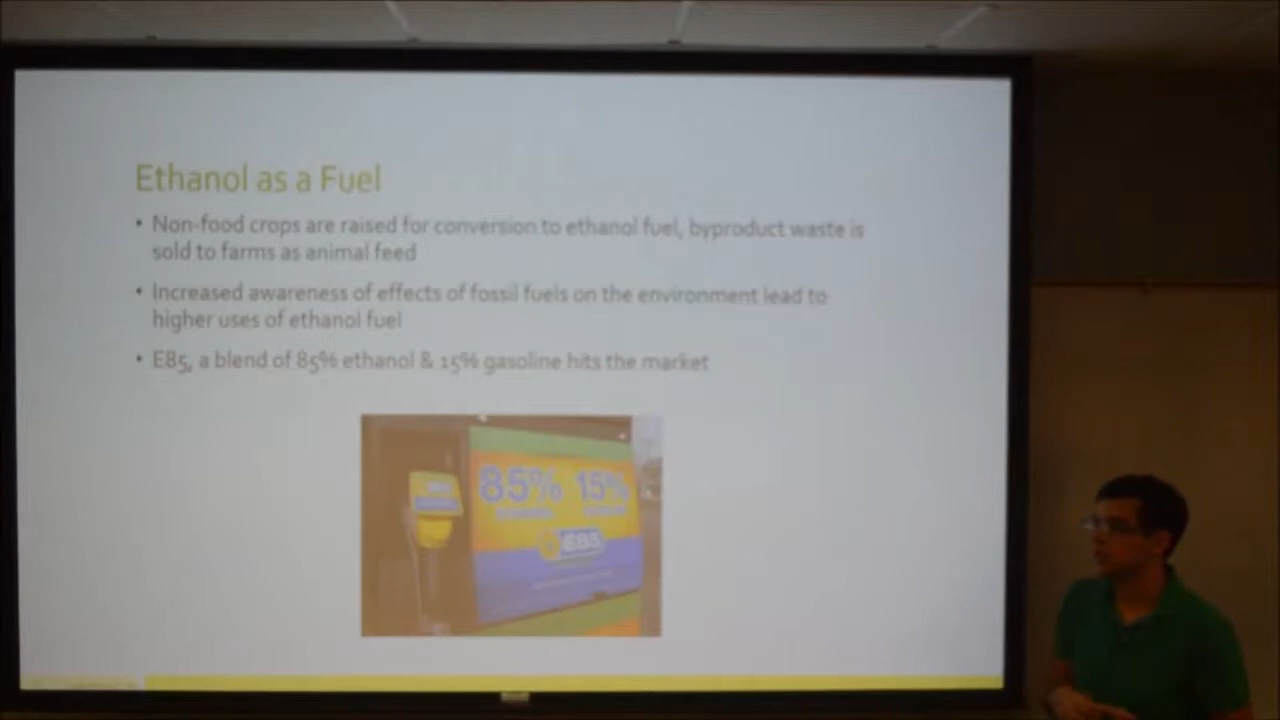 Ethanol as a Fuel
• Non-food crops are raised for conversion to ethanol fuel, byproduct waste is
sold to farms as animal feed
• Increased awareness of effects of fossil fuels on the environment lead to
higher uses of ethanol fuel
• E85, a blend of 85% ethanol & 15% gasoline hits the market
85% 15%
E85